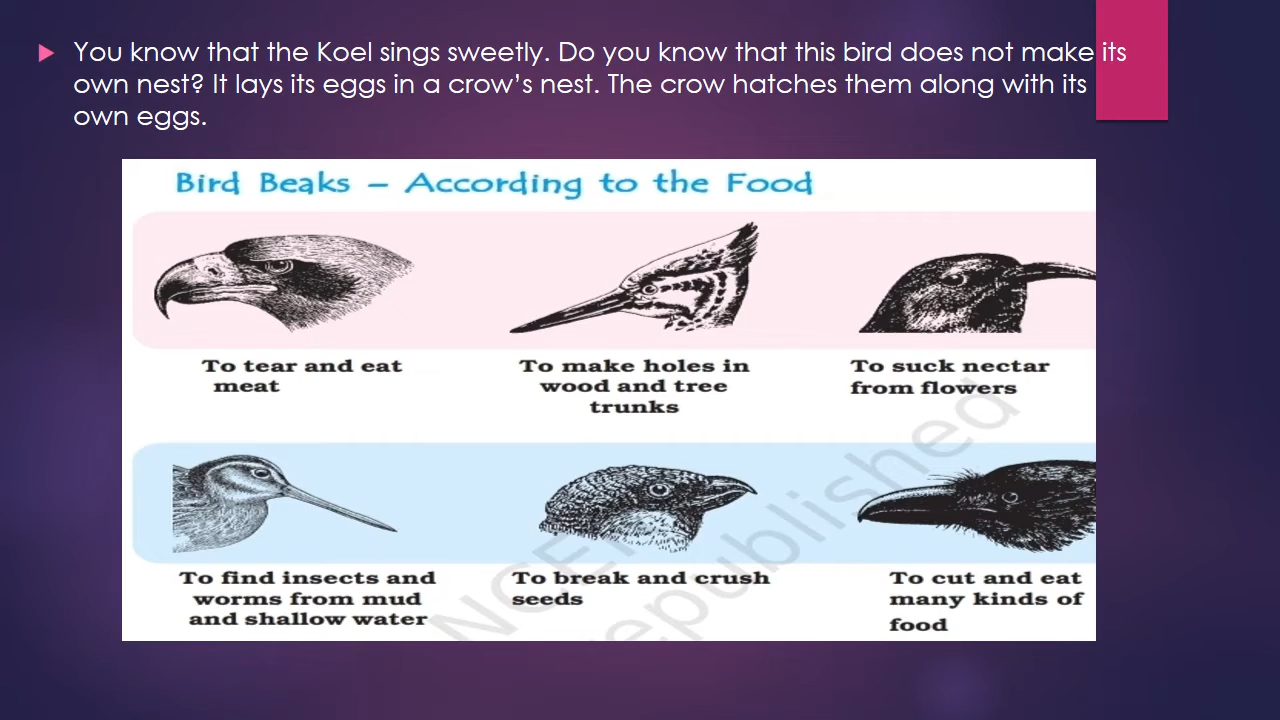 You know that the Koel sings sweetly. Do you know that this bird does not make its
own nest? It lays its eggs in a crow’s nest. The crow hatches them along with its
own eggs.
Bird Beaks – According to the Food
To tear and eat
meat
To make holes in
wood and tree
trunks
To suck nectar
from flowers
To find insects and
worms from mud
and shallow water
To break and crush
seeds
To cut and eat
many kinds of
food
republished